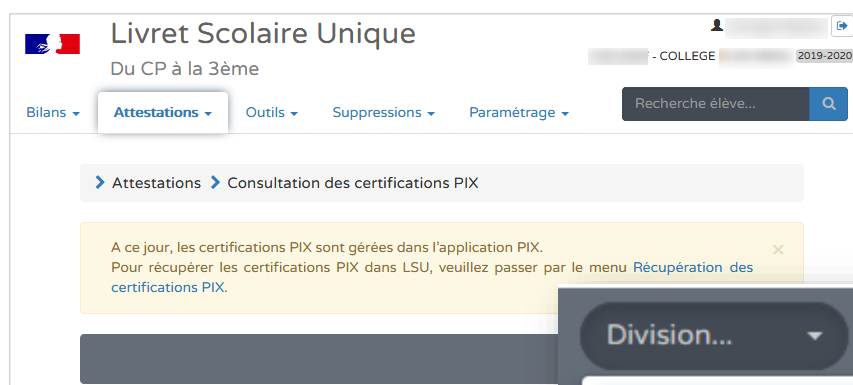 Livret Scolaire Unique
Du CP à la 3ème
- COLLEGE
2019-2020
Bilans
Attestations
Outils
Suppressions
Paramétrage
Recherche élève...
Attestations
Consultation des certifications PIX
A ce jour, les certifications PIX sont gérées dans l'application PIX.
×
Pour récupérer les certifications PIX dans LSU, veuillez passer par le menu Récupération des
certifications PIX.
Division...